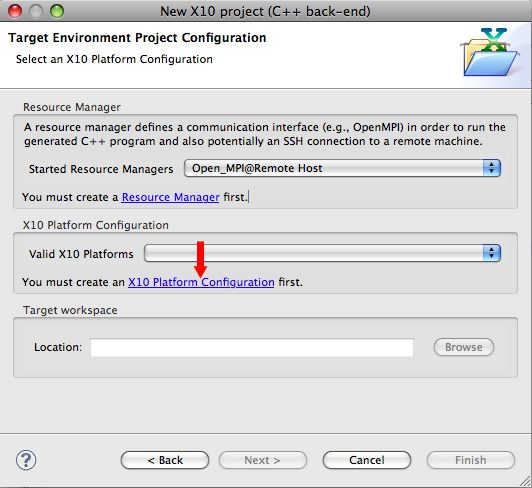 New X10 project (C++ back-end)
Target Environment Project Configuration
Select an X10 Platform Configuration
X
Resource Manager
A resource manager defines a communication interface (e.g., OpenMPI) in order to run the
generated C++ program and also potentially an SSH connection to a remote machine.
Started Resource Managers Open_MPI@Remote Host
You must create a Resource Manager first.
X10 Platform Configuration
Valid X10 Platforms
You must create an X10 Platform Configuration first.
Target workspace
Location: Browse
? < Back Next > Cancel Finish